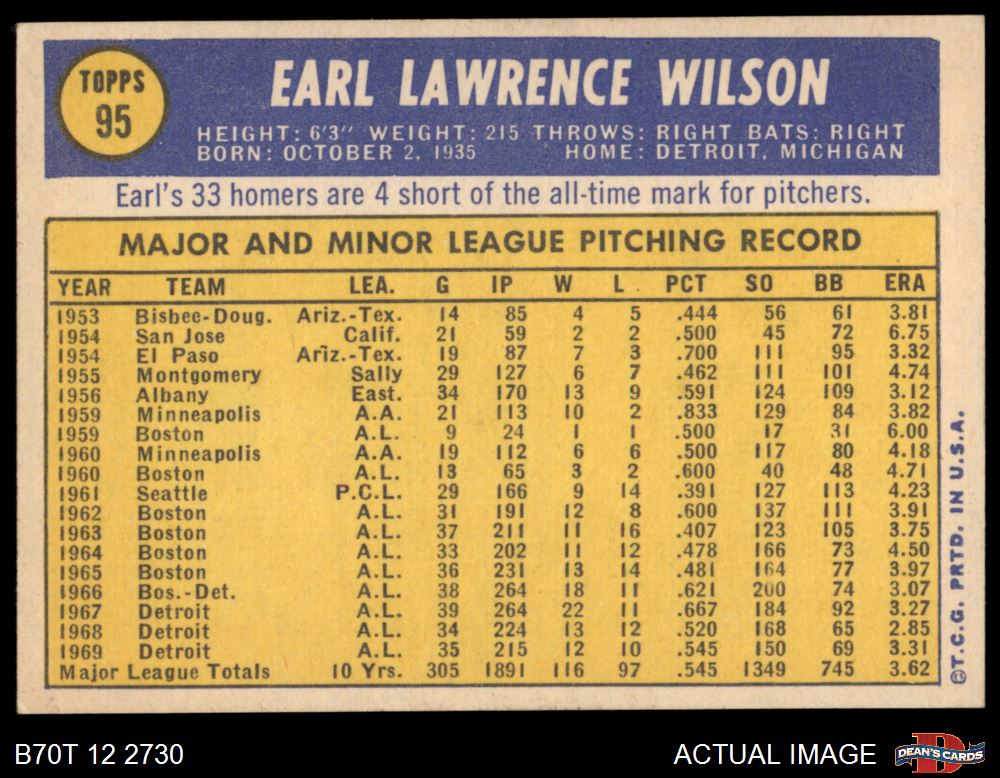 TOPPS
95
EARL LAWRENCE WILSON
HEIGHT: 6'3" WEIGHT: 215 THROWS: RIGHT BATS: RIGHT
BORN: OCTOBER 2, 1935 HOME: DETROIT, MICHIGAN
Earl's 33 homers are 4 short of the all-time mark for pitchers.
MAJOR AND MINOR LEAGUE PITCHING RECORD
YEAR TEAM LEA. G IP W L PCT SO BB ERA
1953 Bisbee-Doug. Ariz.-Tex. 14 85 4 5 .444 56 61 3.81
1954 San Jose Calif. 21 59 2 2 .500 45 72 6.75
1954 El Paso Ariz.-Tex. 19 87 7 3 .700 111 95 3.32
1955 Montgomery Sally 29 127 6 7 .462 111 101 4.74
1956 Albany East. 34 170 13 9 .591 124 109 3.12
1959 Minneapolis A.A. 21 113 10 2 .833 129 84 3.82
1959 Boston A.L. 9 24 1 1 .500 17 31 6.00
1960 Minneapolis A.A. 19 112 6 6 .500 117 80 4.18
1960 Boston A.L. 13 65 3 2 .600 40 48 4.71
1961 Seattle P.C.L. 29 166 9 14 .391 127 113 4.23
1962 Boston A.L. 31 191 12 8 .600 137 111 3.91
1963 Boston A.L. 37 211 11 16 .407 123 105 3.75
1964 Boston A.L. 33 202 11 12 .478 166 73 4.50
1965 Boston A.L. 36 231 13 14 .481 164 77 3.97
1966 Bos.-Det. A.L. 38 264 18 11 .621 200 74 3.07
1967 Detroit A.L. 39 264 22 11 .667 184 92 3.27
1968 Detroit A.L. 34 224 13 12 .520 168 65 2.85
1969 Detroit A.L. 35 215 12 10 .545 150 69 3.31
Major League Totals 10 Yrs. 305 1891 116 97 .545 1349 745 3.62
©T.C.G. PRTD. IN U.S.A.
B70T 12 2730
ACTUAL IMAGE
DEAN'S CARDS